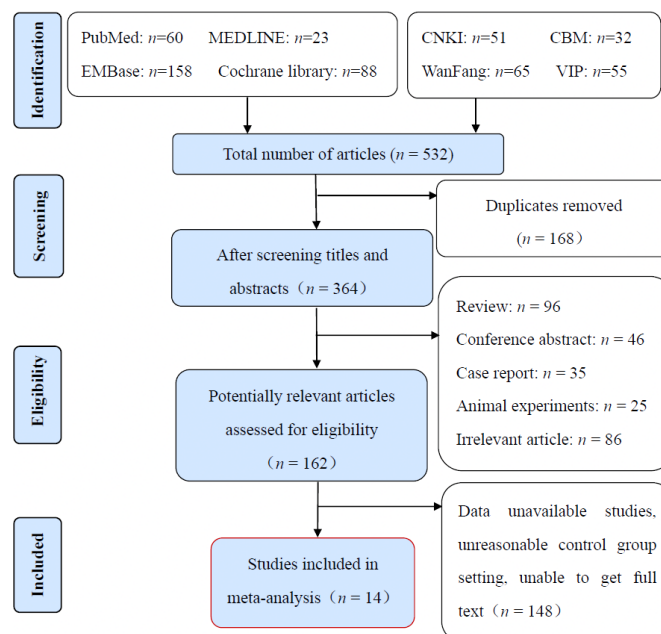 Identification
PubMed: n=60 MEDLINE: n=23
EMBase: n=158 Cochrane library: n=88
CNKI: n=51 CBM: n=32
WanFang: n=65 VIP: n=55
Total number of articles (n = 532)
Screening
Duplicates removed
(n = 168）
After screening titles and
abstracts（n = 364）
Review: n = 96
Conference abstract: n = 46
Case report: n = 35
Animal experiments: n = 25
Irrelevant article: n = 86
Eligibility
Potentially relevant articles
assessed for eligibility
（n = 162）
Data unavailable studies,
unreasonable control group
setting, unable to get full
text（n = 148）
Included
Studies included in
meta-analysis（n = 14）